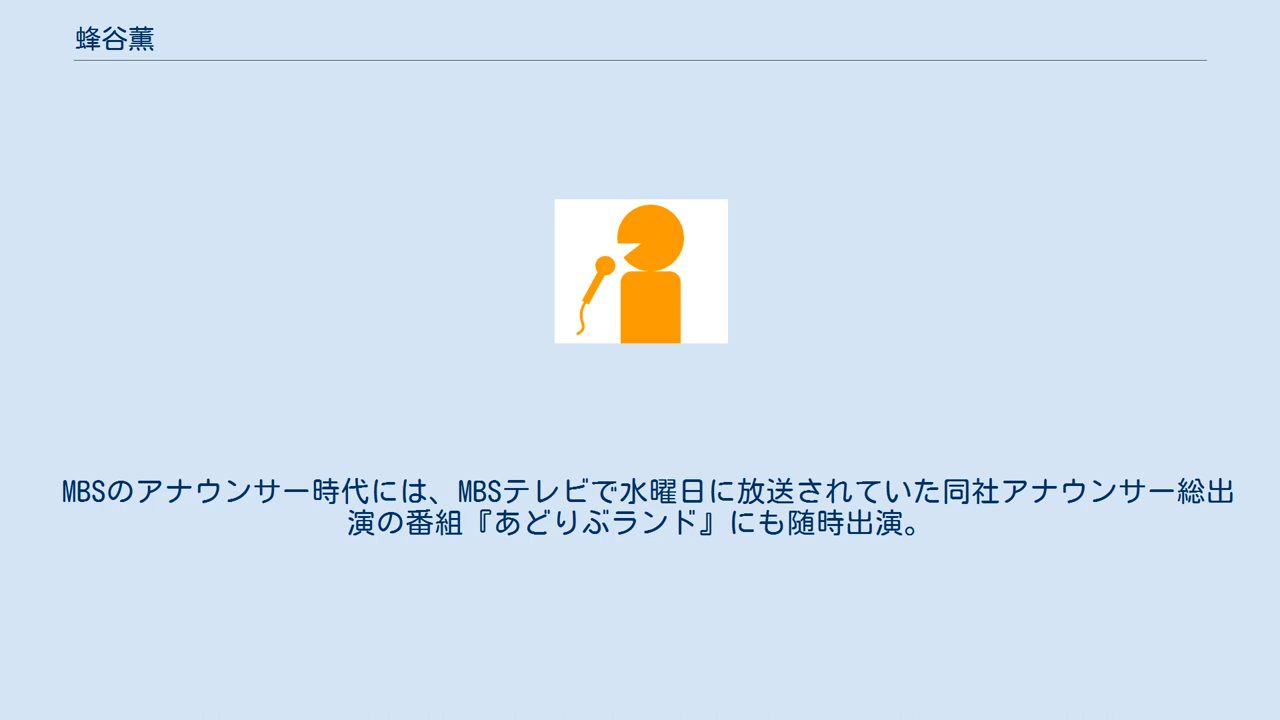 蜂谷薫
MBSのアナウンサー時代には、MBSテレビで水曜日に放送されていた同社アナウンサー総出
演の番組『あどりぶランド』にも随時出演。